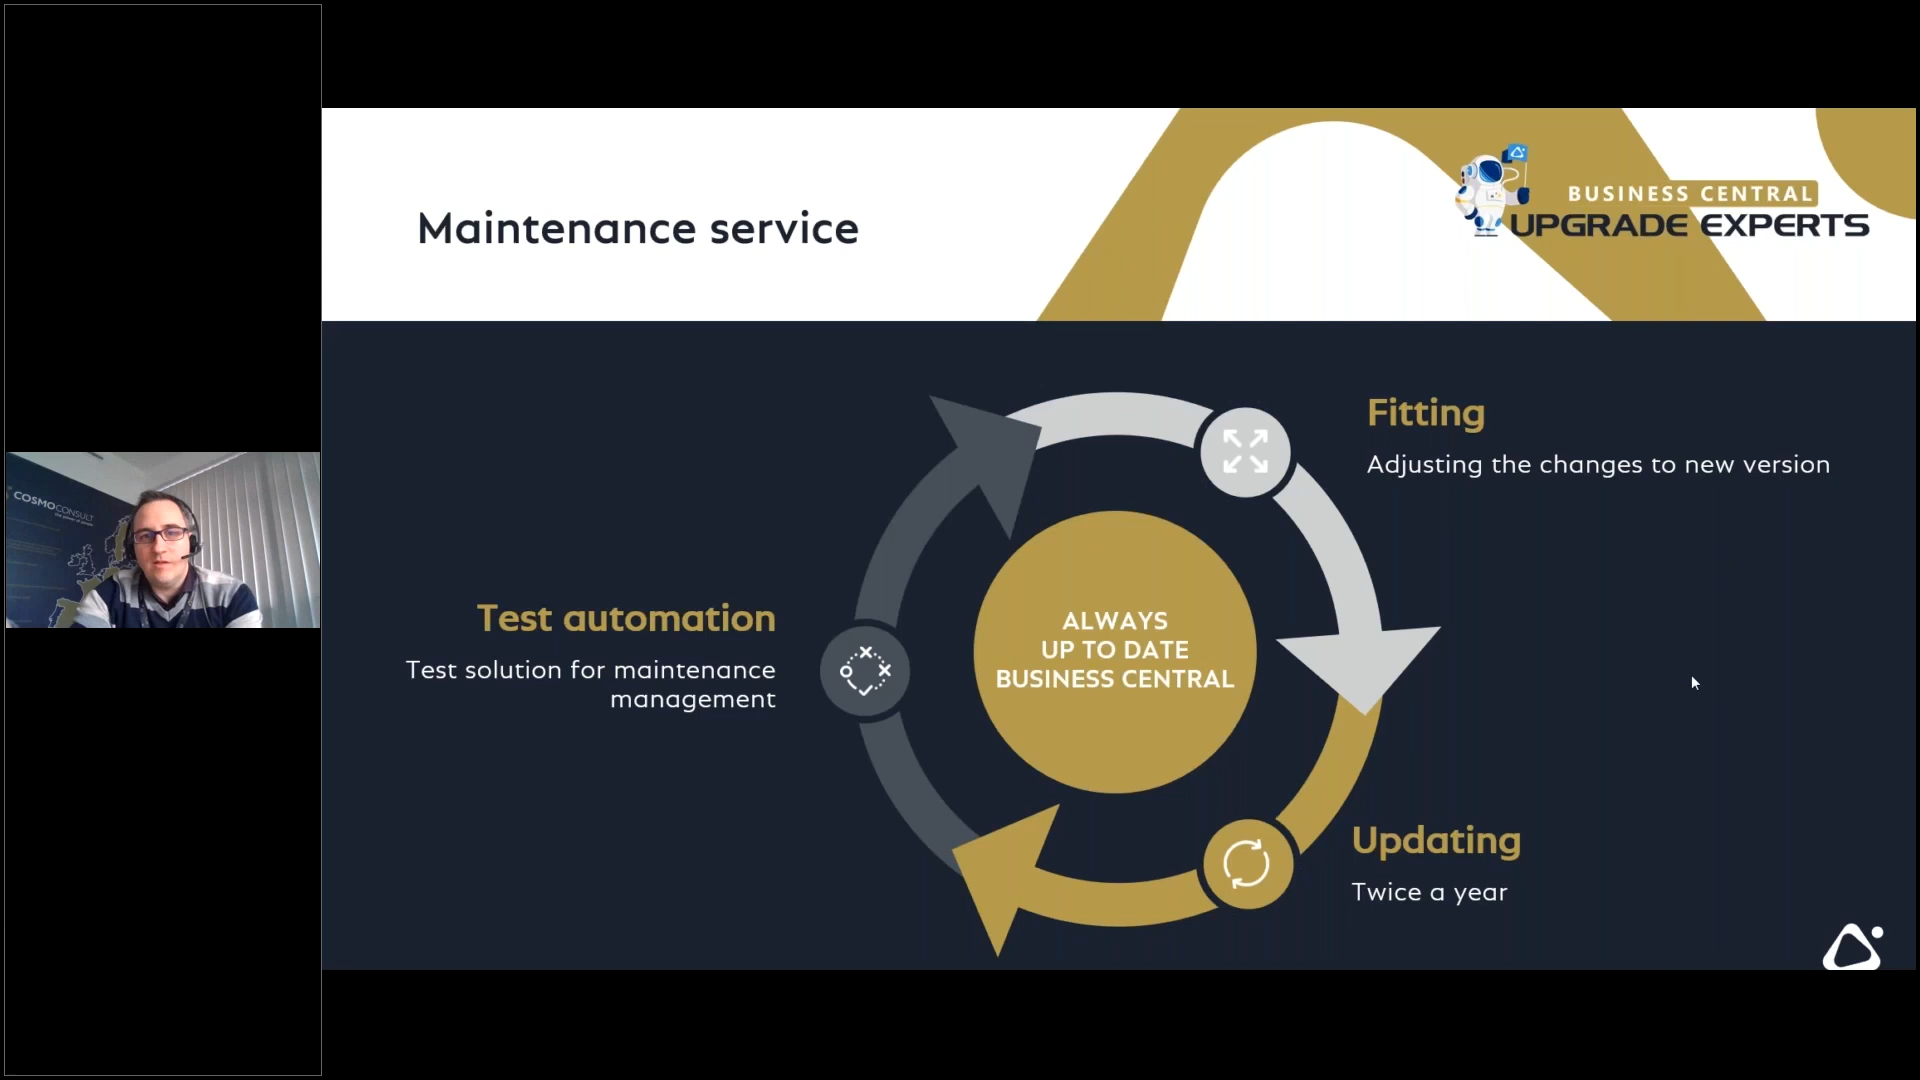 Maintenance service
BUSINESS CENTRAL
UPGRADE EXPERTS
Fitting
Adjusting the changes to new version
Test automation
Test solution for maintenance
management
ALWAYS
UP TO DATE
BUSINESS CENTRAL
Updating
Twice a year
COSMOCONSULT